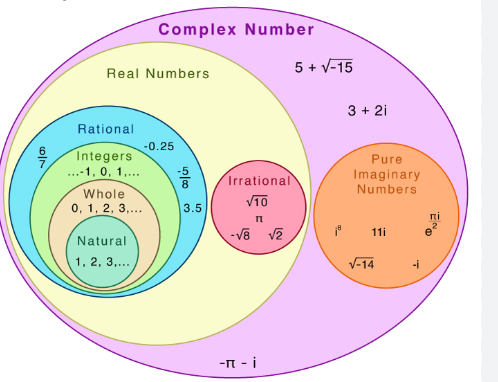 Complex Number
Real Numbers
5 + √-15
3 + 2i
Rational
6/7
-0.25
Integers
...-1, 0, 1,...
-5/8
Whole
0, 1, 2, 3,...
3.5
Natural
1, 2, 3,...
Irrational
√10
π
-√8 √2
Pure
Imaginary
Numbers
i⁸ 11i e^(πi/2)
√-14 -i
-π - i